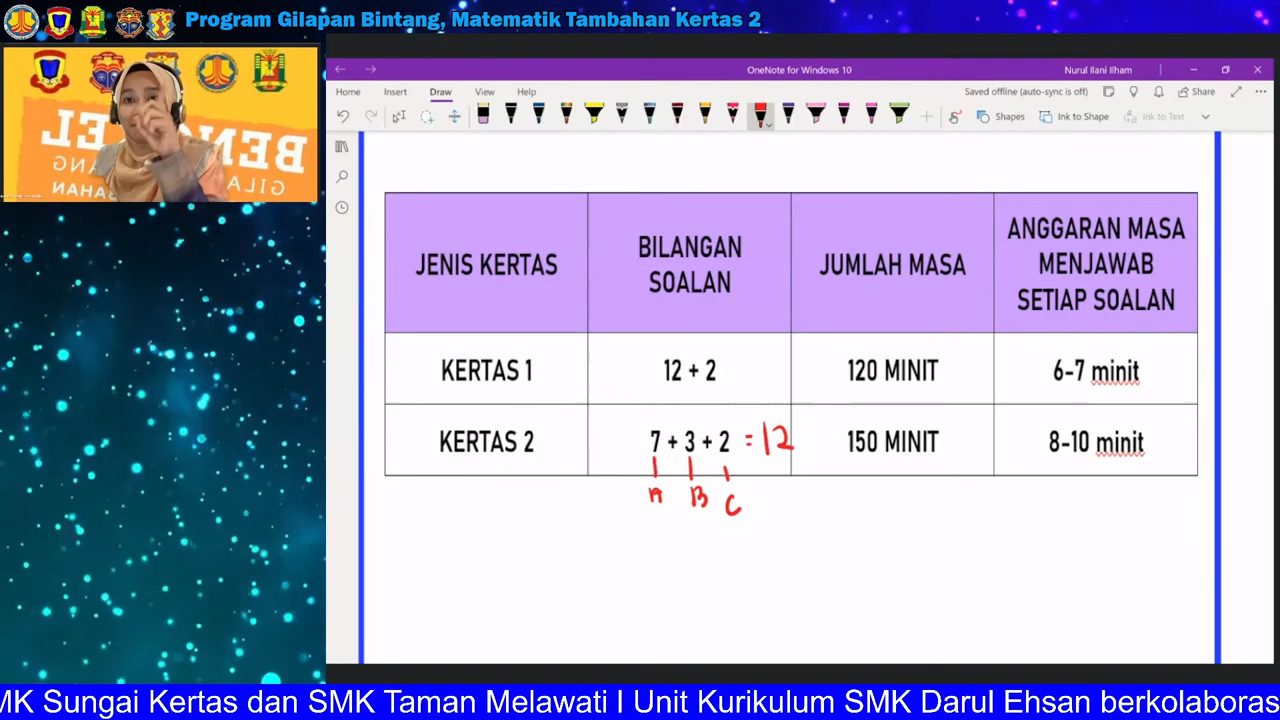 Program Gilapan Bintang, Matematik Tambahan Kertas 2
OneNote for Windows 10
Nurul Ilani Ilham
Home
Insert
Draw
View
Help
Saved offline (auto-sync is off)
Share
Shapes
Ink to Shape
Ink to Text
BENGKEL
GILA
ANG
BAHAN
JENIS KERTAS
BILANGAN
SOALAN
JUMLAH MASA
ANGGARAN MASA
MENJAWAB
SETIAP SOALAN
KERTAS 1
12 + 2
120 MINIT
6-7 minit
KERTAS 2
7 + 3 + 2 = 12
150 MINIT
8-10 minit
A B C
MK Sungai Kertas dan SMK Taman Melawati I Unit Kurikulum SMK Darul Ehsan berkolaboras